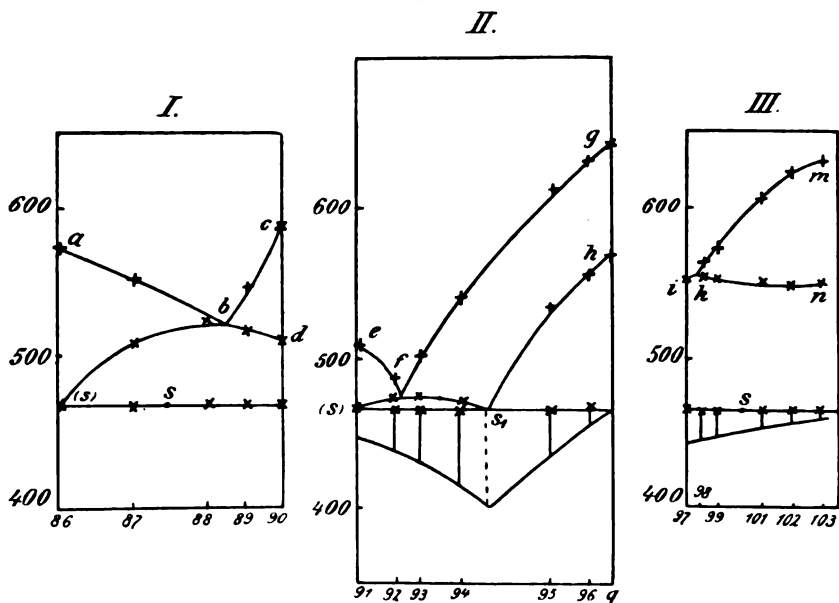 I.
600
a
c
b
d
500
(s)
s
400
86 87 88 89 90
II.
600
g
h
e
f
500
(s)
s1
400
91 92 93 94 95 96 q
III.
600
m
i
k
n
500
s
400
97 98 99 101 102 103